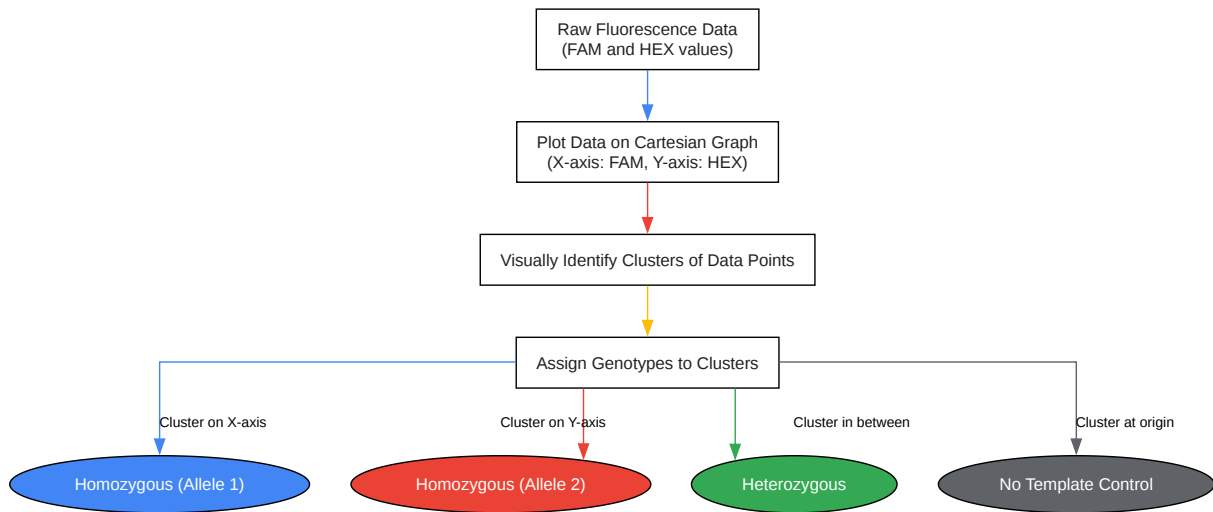 Raw Fluorescence Data
(FAM and HEX values)
Plot Data on Cartesian Graph
(X-axis: FAM, Y-axis: HEX)
Visually Identify Clusters of Data Points
Assign Genotypes to Clusters
Cluster on X-axis
Cluster on Y-axis
Cluster in between
Cluster at origin
Homozygous (Allele 1)
Homozygous (Allele 2)
Heterozygous
No Template Control